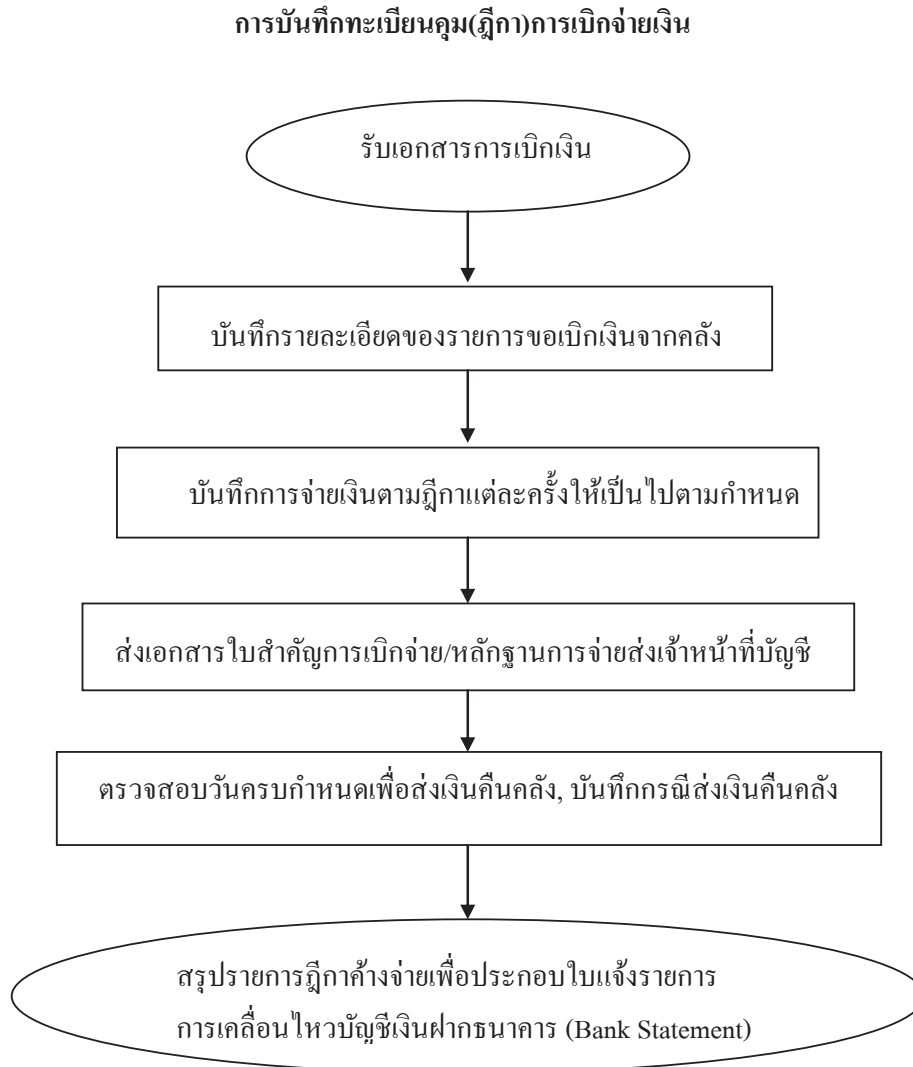 การบันทึกทะเบียนคุม(ฎีกา)การเบิกจ่ายเงิน
รับเอกสารการเบิกเงิน
บันทึกรายละเอียดของรายการขอเบิกเงินจากคลัง
บันทึกการจ่ายเงินตามฎีกาแต่ละครั้งให้เป็นไปตามกำหนด
ส่งเอกสารใบสำคัญการเบิกจ่าย/หลักฐานการจ่ายส่งเจ้าหน้าที่บัญชี
ตรวจสอบวันครบกำหนดเพื่อส่งเงินคืนคลัง, บันทึกกรณีส่งเงินคืนคลัง
สรุปรายการฎีกาค้างจ่ายเพื่อประกอบใบแจ้งรายการ
การเคลื่อนไหวบัญชีเงินฝากธนาคาร (Bank Statement)